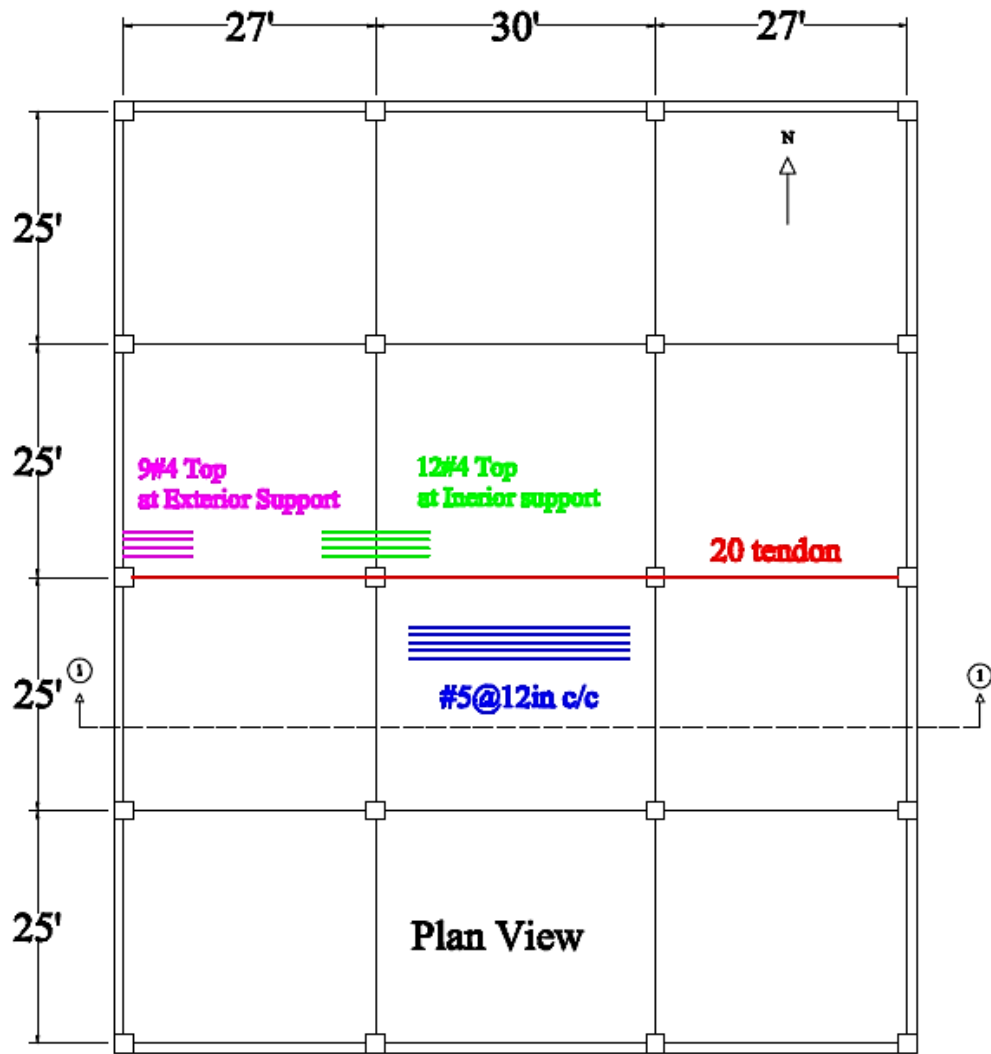 27' 30' 27'
N
25'
25'
9#4 Top
at Exterior Support
12#4 Top
at Inerior support
20 tendon
25'
#5@12in c/c
1 1
25'
Plan View